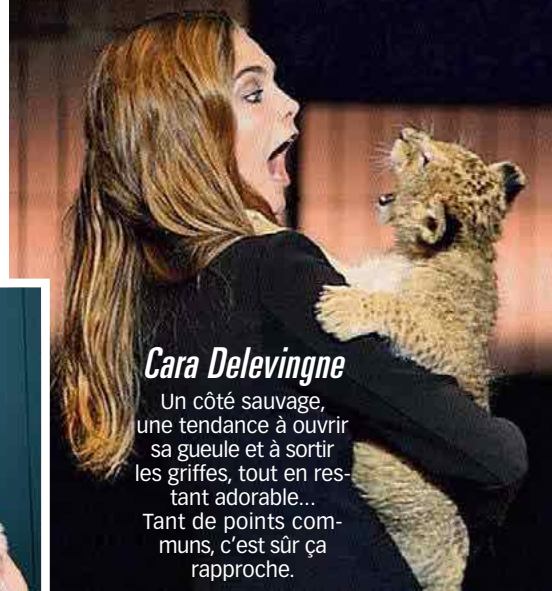 Cara Delevingne
Un côté sauvage,
une tendance à ouvrir
sa gueule et à sortir
les griffes, tout en res-
tant adorable...
Tant de points com-
muns, c'est sûr ça
rapproche.